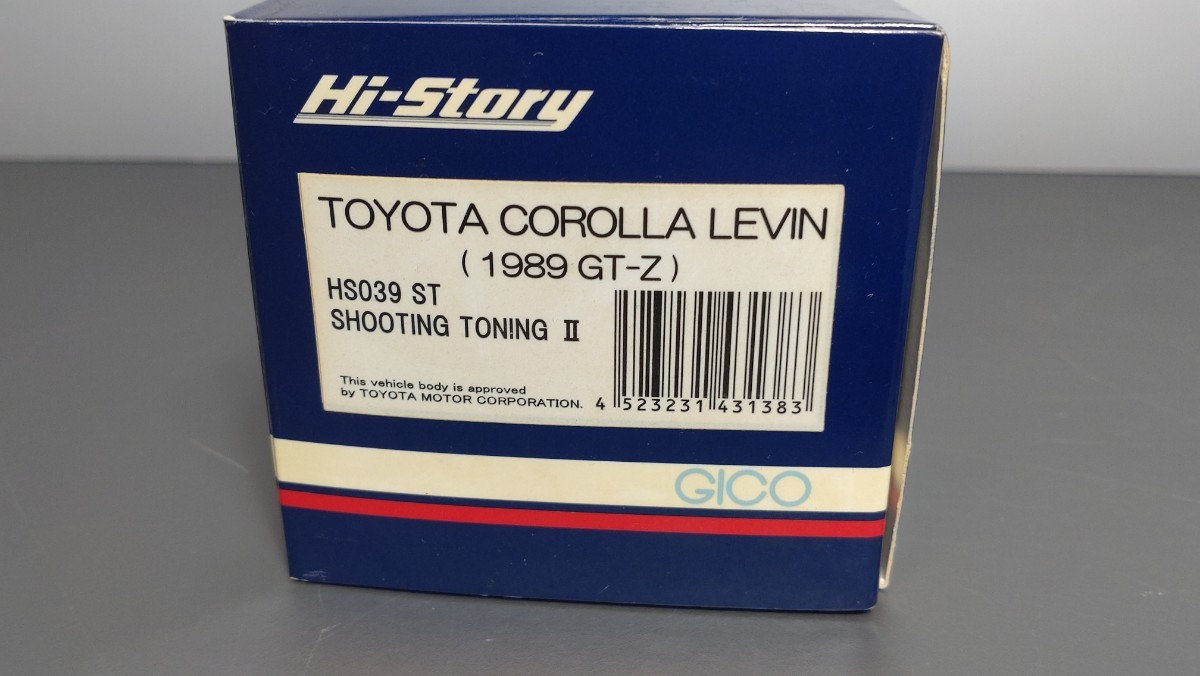 Hi-Story
TOYOTA COROLLA LEVIN
( 1989 GT-Z )
HS039 ST
SHOOTING TONING II
This vehicle body is approved
by TOYOTA MOTOR CORPORATION.
4 523231 431383
GICO